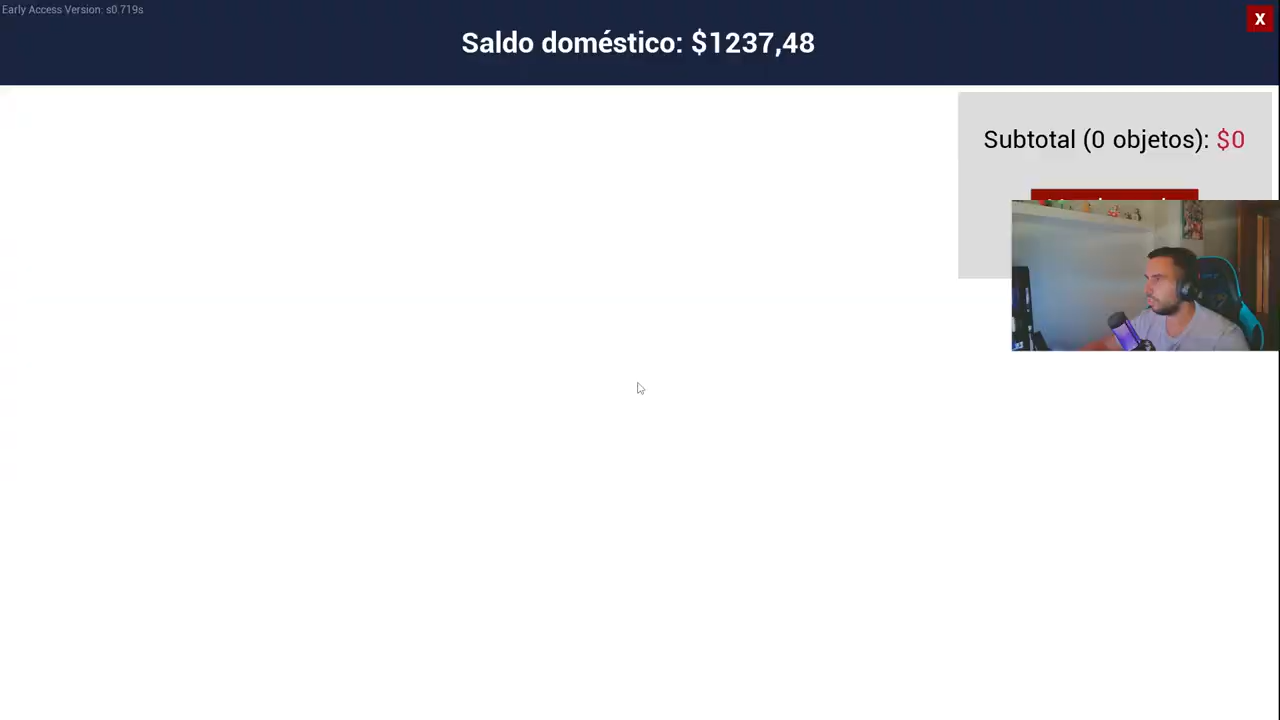 Early Access Version: s0.719s
X
Saldo doméstico: $1237,48
Subtotal (0 objetos): $0